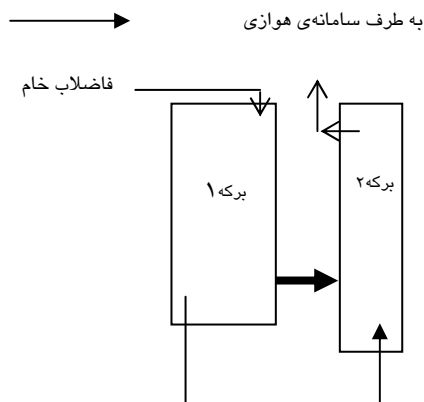 به طرف سامانه‌ی هوازی
فاضلاب خام
برکه۱
برکه۲